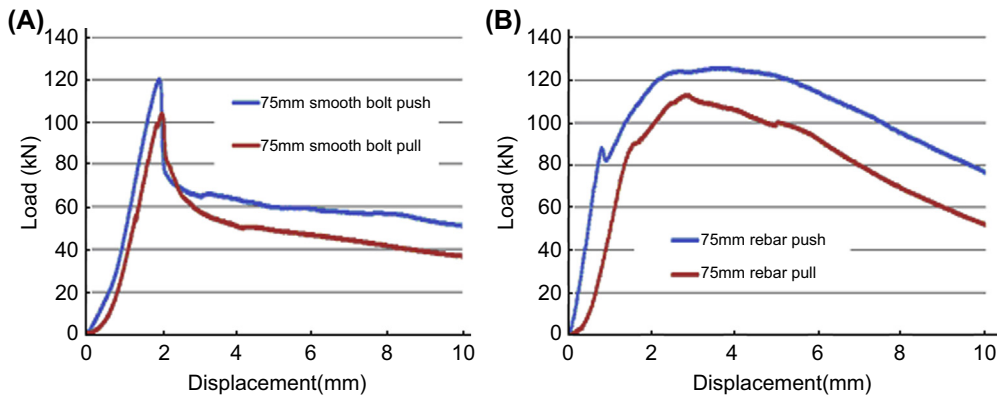 (A)
140
120
100
80
60
40
20
0
Load (kN)
75mm smooth bolt push
75mm smooth bolt pull
0 2 4 6 8 10
Displacement(mm)
(B)
140
120
100
80
60
40
20
0
Load (kN)
75mm rebar push
75mm rebar pull
0 2 4 6 8 10
Displacement(mm)